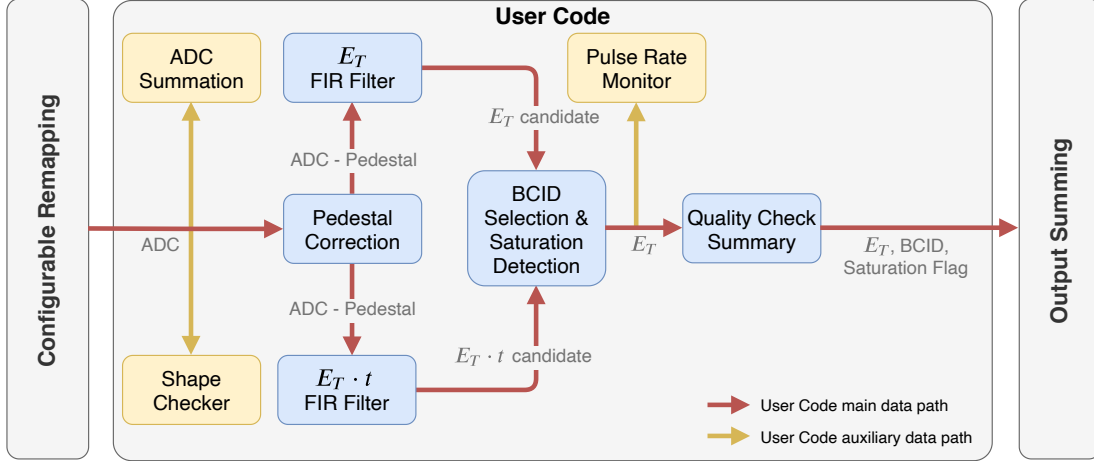 User Code
Configurable Remapping
ADC
Summation
E_T
FIR Filter
Pulse Rate
Monitor
E_T candidate
ADC - Pedestal
Pedestal
Correction
ADC
BCID
Selection &
Saturation
Detection
E_T
Quality Check
Summary
E_T, BCID,
Saturation Flag
ADC - Pedestal
E_T · t candidate
Shape
Checker
E_T · t
FIR Filter
User Code main data path
User Code auxiliary data path
Output Summing